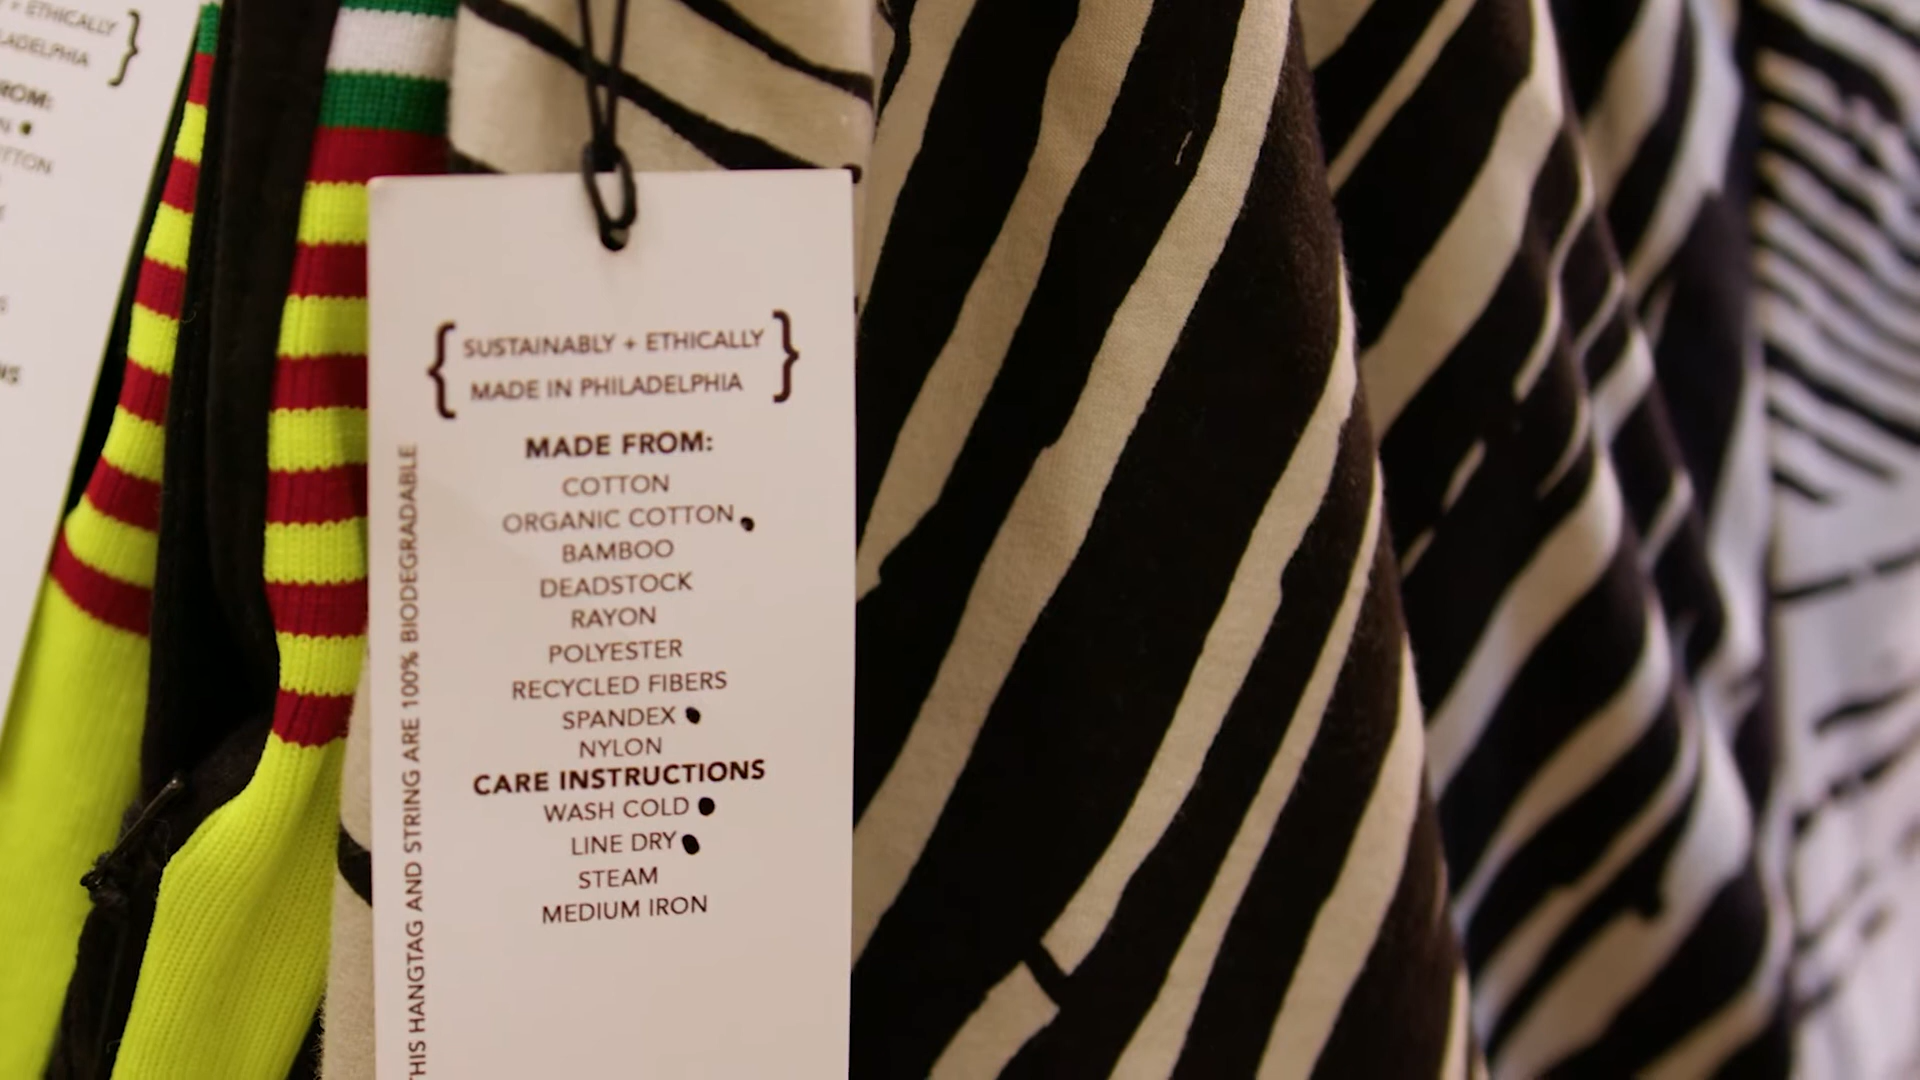 + ETHICALLY
{ SUSTAINABLY + ETHICALLY }
MADE IN PHILADELPHIA
MADE FROM:
COTTON
ORGANIC COTTON
BAMBOO
DEADSTOCK
RAYON
POLYESTER
RECYCLED FIBERS
SPANDEX
NYLON
CARE INSTRUCTIONS
WASH COLD
LINE DRY
STEAM
MEDIUM IRON
THIS HANGTAG AND STRING ARE 100% BIODEGRADABLE